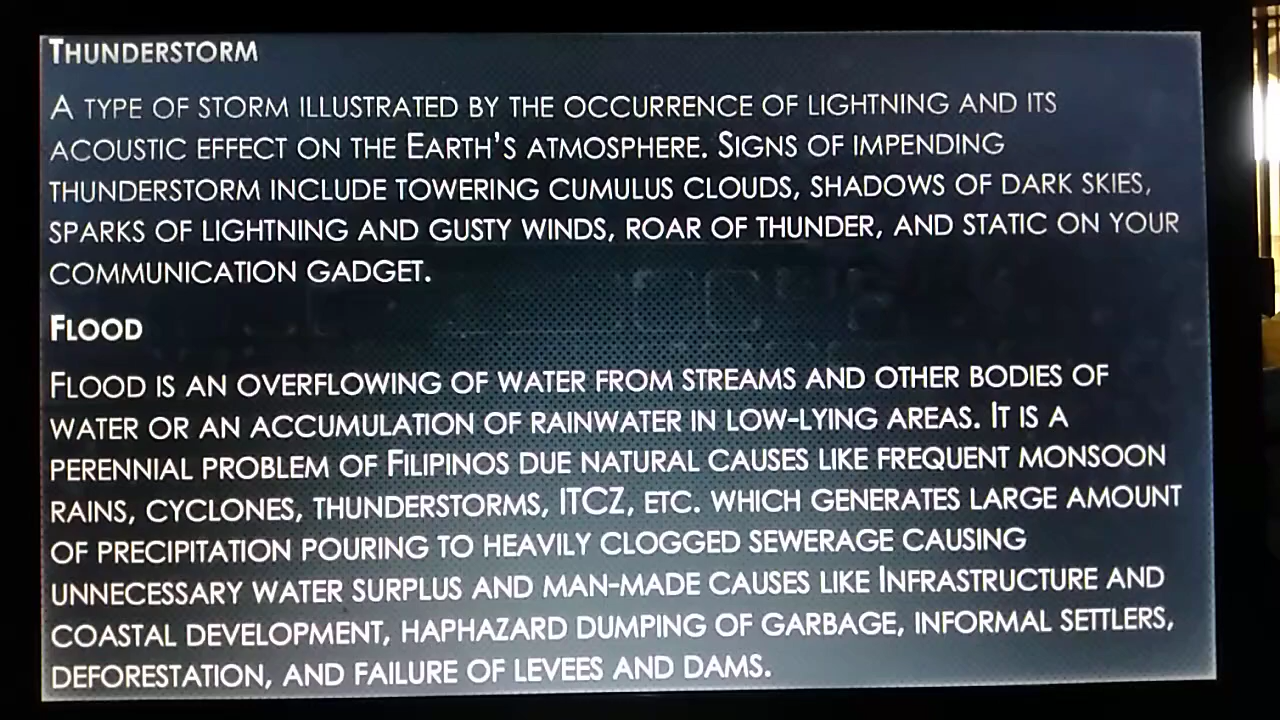 THUNDERSTORM
A TYPE OF STORM ILLUSTRATED BY THE OCCURRENCE OF LIGHTNING AND ITS
ACOUSTIC EFFECT ON THE EARTH'S ATMOSPHERE. SIGNS OF IMPENDING
THUNDERSTORM INCLUDE TOWERING CUMULUS CLOUDS, SHADOWS OF DARK SKIES,
SPARKS OF LIGHTNING AND GUSTY WINDS, ROAR OF THUNDER, AND STATIC ON YOUR
COMMUNICATION GADGET.
FLOOD
FLOOD IS AN OVERFLOWING OF WATER FROM STREAMS AND OTHER BODIES OF
WATER OR AN ACCUMULATION OF RAINWATER IN LOW-LYING AREAS. IT IS A
PERENNIAL PROBLEM OF FILIPINOS DUE NATURAL CAUSES LIKE FREQUENT MONSOON
RAINS, CYCLONES, THUNDERSTORMS, ITCZ, ETC. WHICH GENERATES LARGE AMOUNT
OF PRECIPITATION POURING TO HEAVILY CLOGGED SEWERAGE CAUSING
UNNECESSARY WATER SURPLUS AND MAN-MADE CAUSES LIKE INFRASTRUCTURE AND
COASTAL DEVELOPMENT, HAPHAZARD DUMPING OF GARBAGE, INFORMAL SETTLERS,
DEFORESTATION, AND FAILURE OF LEVEES AND DAMS.